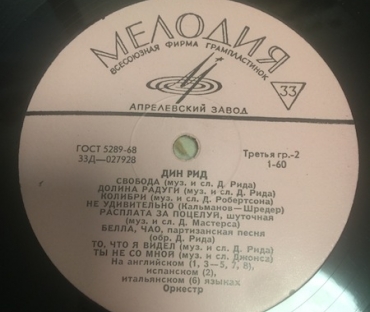 МЕЛОДИЯ
ВСЕСОЮЗНАЯ ФИРМА ГРАМПЛАСТИНОК
33
АПРЕЛЕВСКИЙ ЗАВОД
ГОСТ 5289-68
33Д—027928
Третья гр.-2
1-60
ДИН РИД
СВОБОДА (муз. и сл. Д. Рида)
ДОЛИНА РАДУГИ (муз. и сл. Д. Рида)
КОЛИБРИ (муз. и сл. Д. Робертсона)
НЕ УДИВИТЕЛЬНО (Кальманов—Шредер)
РАСПЛАТА ЗА ПОЦЕЛУЙ, шуточная
(муз. и сл. Д. Мастерса)
БЕЛЛА, ЧАО, партизанская песня
(обр. Д. Рида)
ТО, ЧТО Я ВИДЕЛ (муз. и сл. Д. Рида)
ТЫ НЕ СО МНОЙ (муз. и сл. Джонса)
На английском (1, 3—5, 7, 8),
испанском (2),
итальянском (6) языках
Оркестр